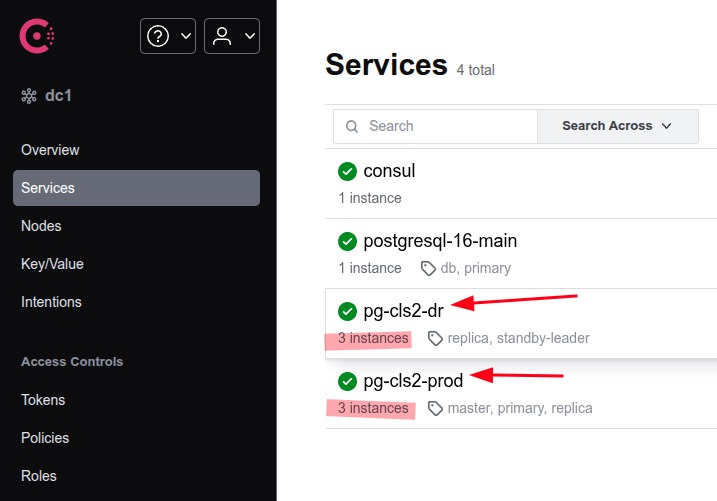 dc1
Overview
Services
Nodes
Key/Value
Intentions
Access Controls
Tokens
Policies
Roles
Services 4 total
Search Search Across
consul
1 instance
postgresql-16-main
1 instance db, primary
pg-cls2-dr
3 instances replica, standby-leader
pg-cls2-prod
3 instances master, primary, replica